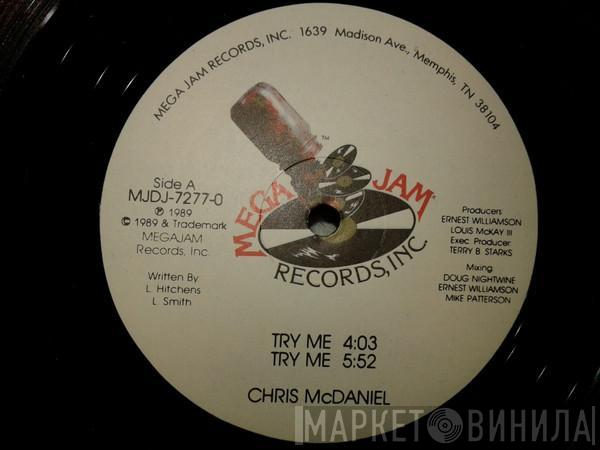 MEGA JAM RECORDS, INC. 1639 Madison Ave., Memphis, TN 38104
Side A
MJDJ-7277-0
℗ 1989
© 1989 & Trademark
MEGAJAM
Records, Inc
Written By:
L. Hitchens
L. Smith
MEGA JAM
RECORDS, INC.
TM
Producers
ERNEST WILLIAMSON
LOUIS McKAY III
Exec. Producer
TERRY B STARKS
Mixing
DOUG NIGHTWINE
ERNEST WILLIAMSON
MIKE PATTERSON
TRY ME 4:03
TRY ME 5:52
CHRIS McDANIEL
МАРКЕТ ВИНИЛА